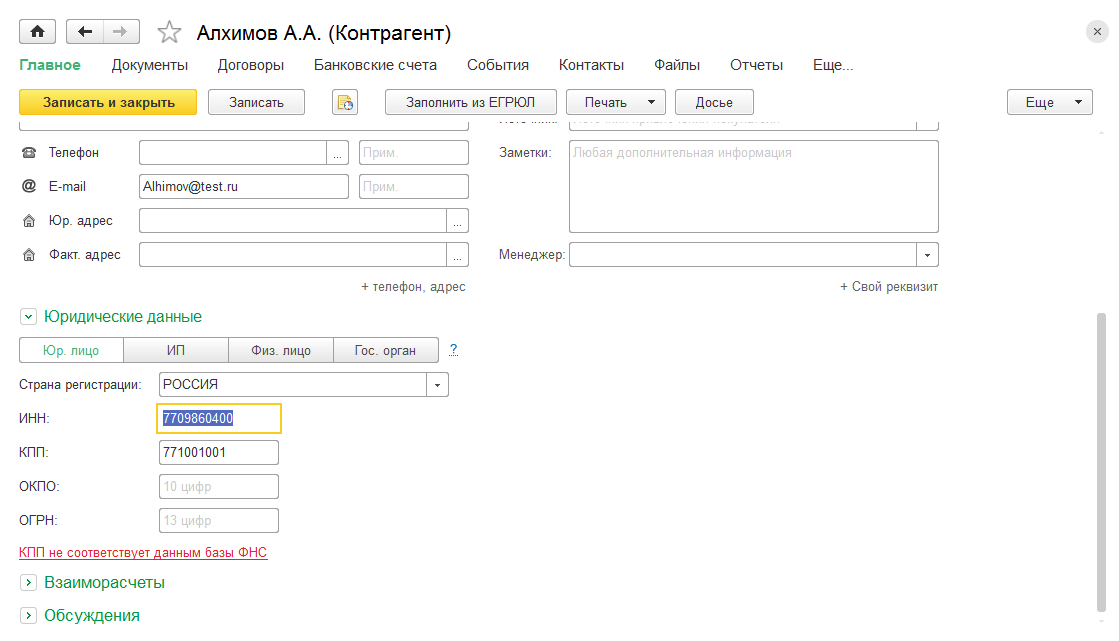 Алхимов А.А. (Контрагент)
Главное Документы Договоры Банковские счета События Контакты Файлы Отчеты Еще...
Записать и закрыть Записать Заполнить из ЕГРЮЛ Печать Досье Еще
Телефон ... Прим. Заметки: Любая дополнительная информация
@ E-mail Alhimov@test.ru Прим.
Юр. адрес ...
Факт. адрес ... Менеджер:
+ телефон, адрес + Свой реквизит
Юридические данные
Юр. лицо ИП Физ. лицо Гос. орган ?
Страна регистрации: РОССИЯ
ИНН: 7709860400
КПП: 771001001
ОКПО: 10 цифр
ОГРН: 13 цифр
КПП не соответствует данным базы ФНС
Взаиморасчеты
Обсуждения